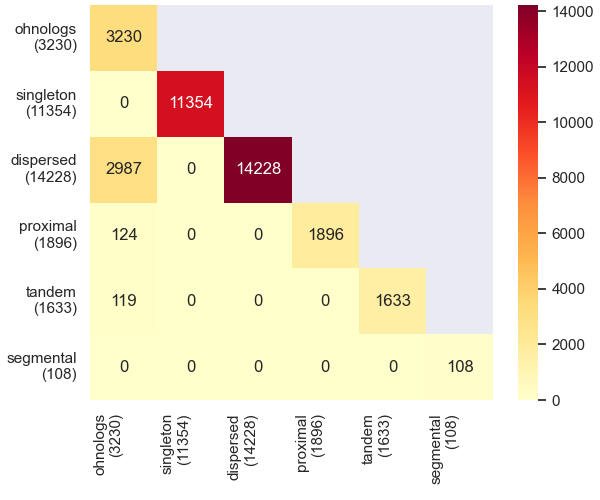 ohnologs
(3230)
3230
singleton
(11354)
0 11354
dispersed
(14228)
2987 0 14228
proximal
(1896)
124 0 0 1896
tandem
(1633)
119 0 0 0 1633
segmental
(108)
0 0 0 0 0 108
ohnologs
(3230)
singleton
(11354)
dispersed
(14228)
proximal
(1896)
tandem
(1633)
segmental
(108)
14000
12000
10000
8000
6000
4000
2000
0